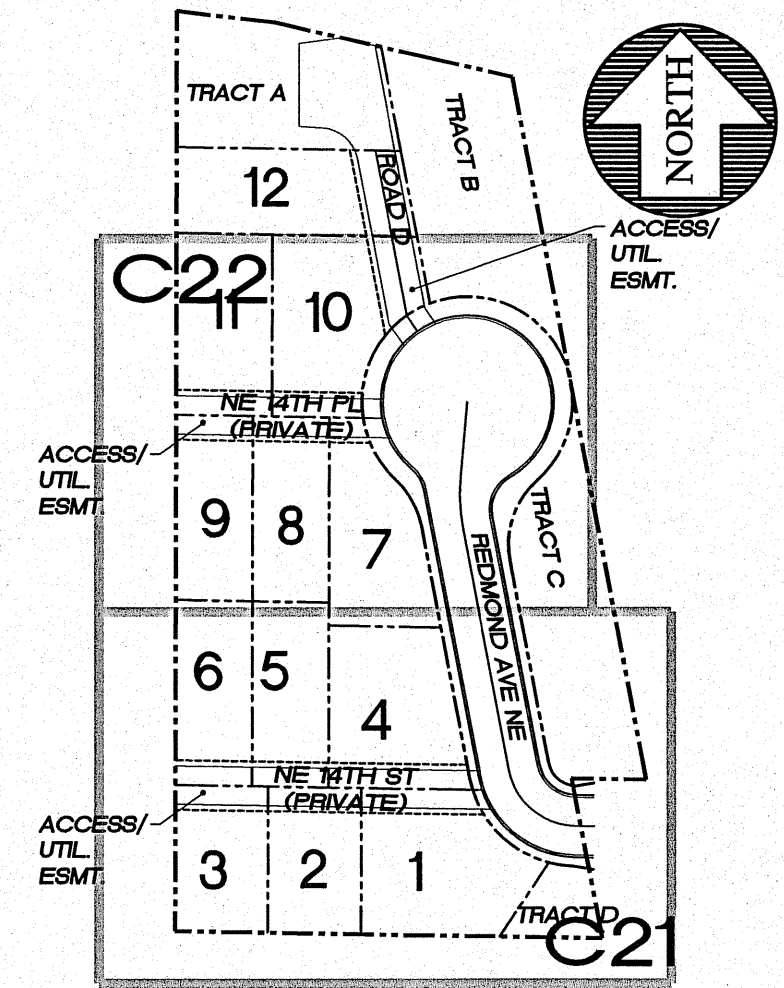 TRACT A
TRACT B
NORTH
12
ROAD D
ACCESS/
UTIL.
ESMT.
C22
11
10
NE 14TH PL
(PRIVATE)
ACCESS/
UTIL.
ESMT.
9
8
7
TRACT C
REDMOND AVE NE
6
5
4
NE 14TH ST
(PRIVATE)
ACCESS/
UTIL.
ESMT.
3
2
1
TRACT D
C21